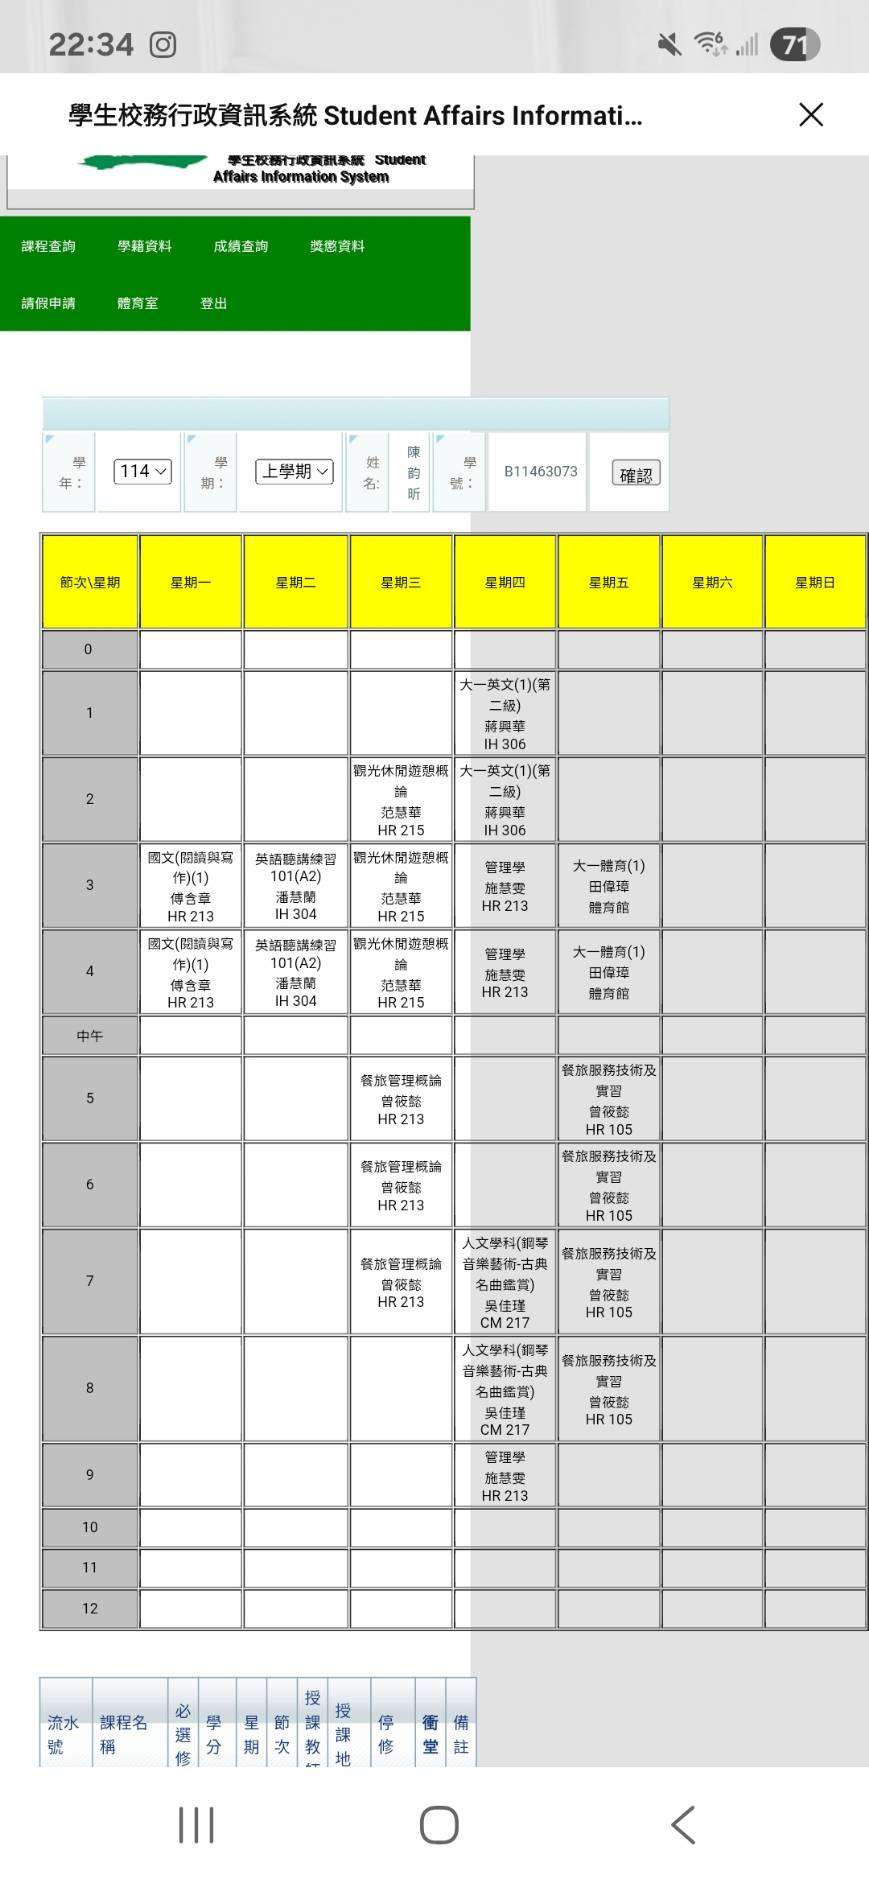 22:34
6
71
學生校務行政資訊系統 Student Affairs Informati...
學生校務行政資訊系統 Student
Affairs Information System
課程查詢 學籍資料 成績查詢 獎懲資料
請假申請 體育室 登出
學年： 114 學期： 上學期 姓名: 陳韵昕 學號： B11463073 確認
節次\星期 星期一 星期二 星期三 星期四 星期五 星期六 星期日
0
1
大一英文(1)(第二級)
蔣興華
IH 306
2
觀光休閒遊憩概論
范慧華
HR 215
大一英文(1)(第二級)
蔣興華
IH 306
3
國文(閱讀與寫作)(1)
傅含章
HR 213
英語聽講練習101(A2)
潘慧蘭
IH 304
觀光休閒遊憩概論
范慧華
HR 215
管理學
施慧雯
HR 213
大一體育(1)
田偉璋
體育館
4
國文(閱讀與寫作)(1)
傅含章
HR 213
英語聽講練習101(A2)
潘慧蘭
IH 304
觀光休閒遊憩概論
范慧華
HR 215
管理學
施慧雯
HR 213
大一體育(1)
田偉璋
體育館
中午
5
餐旅管理概論
曾筱懿
HR 213
餐旅服務技術及實習
曾筱懿
HR 105
6
餐旅管理概論
曾筱懿
HR 213
餐旅服務技術及實習
曾筱懿
HR 105
7
餐旅管理概論
曾筱懿
HR 213
人文學科(鋼琴音樂藝術-古典名曲鑑賞)
吳佳瑾
CM 217
餐旅服務技術及實習
曾筱懿
HR 105
8
人文學科(鋼琴音樂藝術-古典名曲鑑賞)
吳佳瑾
CM 217
餐旅服務技術及實習
曾筱懿
HR 105
9
管理學
施慧雯
HR 213
10
11
12
流水號 課程名稱 必選修 學分 星期 節次 授課教師 授課地 停修 衝堂 備註